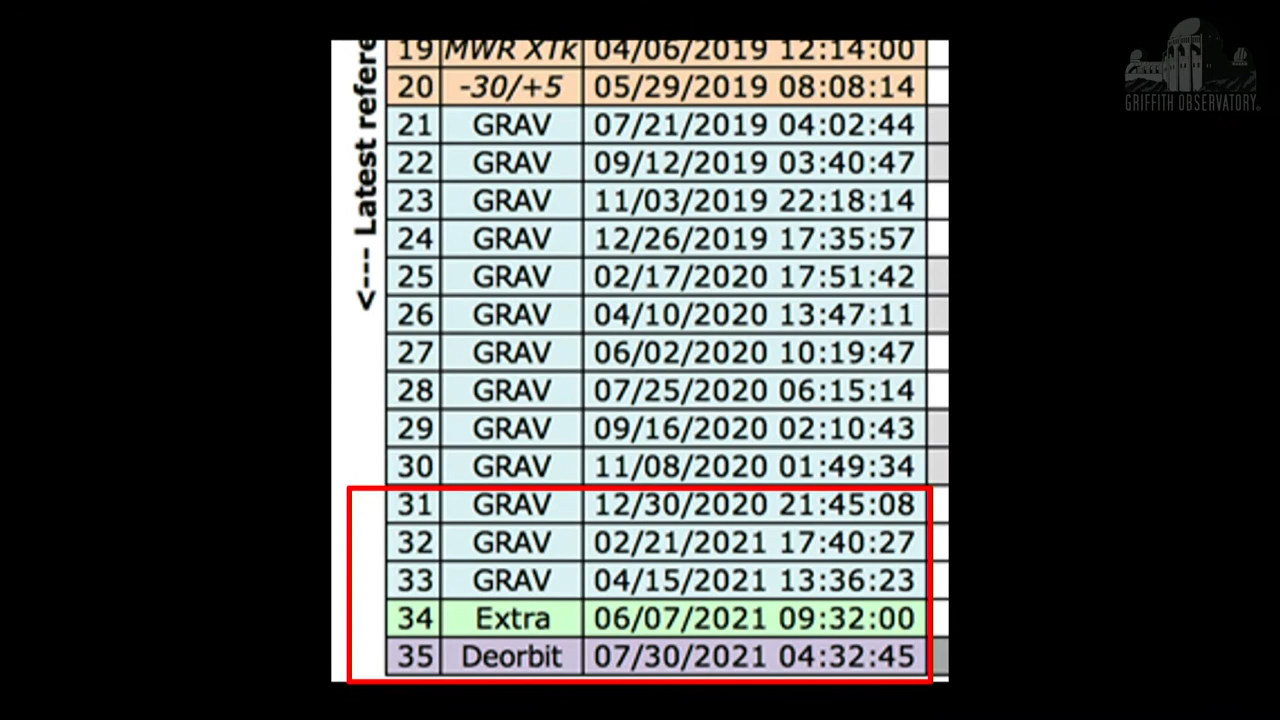 GRIFFITH OBSERVATORY
<--- Latest refere
19 MWR XTk 04/06/2019 12:14:00
20 -30/+5 05/29/2019 08:08:14
21 GRAV 07/21/2019 04:02:44
22 GRAV 09/12/2019 03:40:47
23 GRAV 11/03/2019 22:18:14
24 GRAV 12/26/2019 17:35:57
25 GRAV 02/17/2020 17:51:42
26 GRAV 04/10/2020 13:47:11
27 GRAV 06/02/2020 10:19:47
28 GRAV 07/25/2020 06:15:14
29 GRAV 09/16/2020 02:10:43
30 GRAV 11/08/2020 01:49:34
31 GRAV 12/30/2020 21:45:08
32 GRAV 02/21/2021 17:40:27
33 GRAV 04/15/2021 13:36:23
34 Extra 06/07/2021 09:32:00
35 Deorbit 07/30/2021 04:32:45